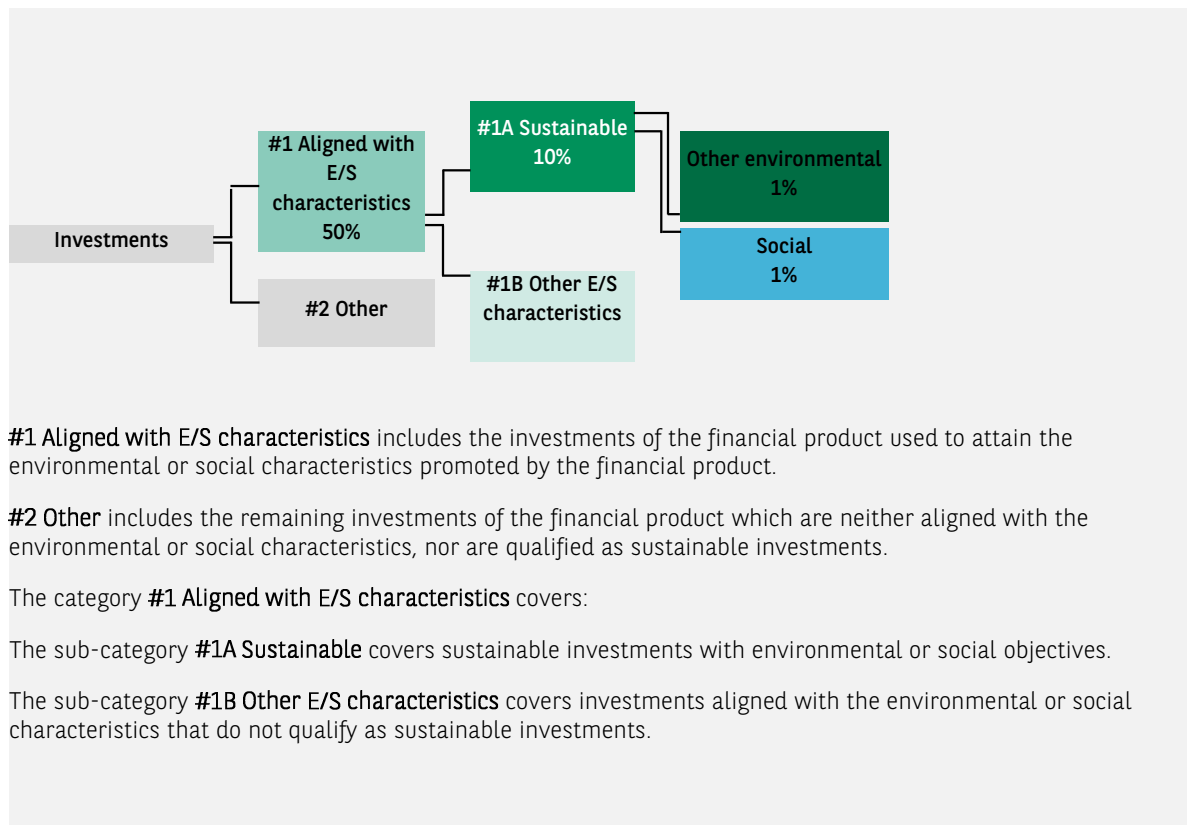 #1A Sustainable
10%
#1 Aligned with
E/S
characteristics
50%
Other environmental
1%
Investments
Social
1%
#2 Other
#1B Other E/S
characteristics
#1 Aligned with E/S characteristics includes the investments of the financial product used to attain the
environmental or social characteristics promoted by the financial product.
#2 Other includes the remaining investments of the financial product which are neither aligned with the
environmental or social characteristics, nor are qualified as sustainable investments.
The category #1 Aligned with E/S characteristics covers:
The sub-category #1A Sustainable covers sustainable investments with environmental or social objectives.
The sub-category #1B Other E/S characteristics covers investments aligned with the environmental or social
characteristics that do not qualify as sustainable investments.